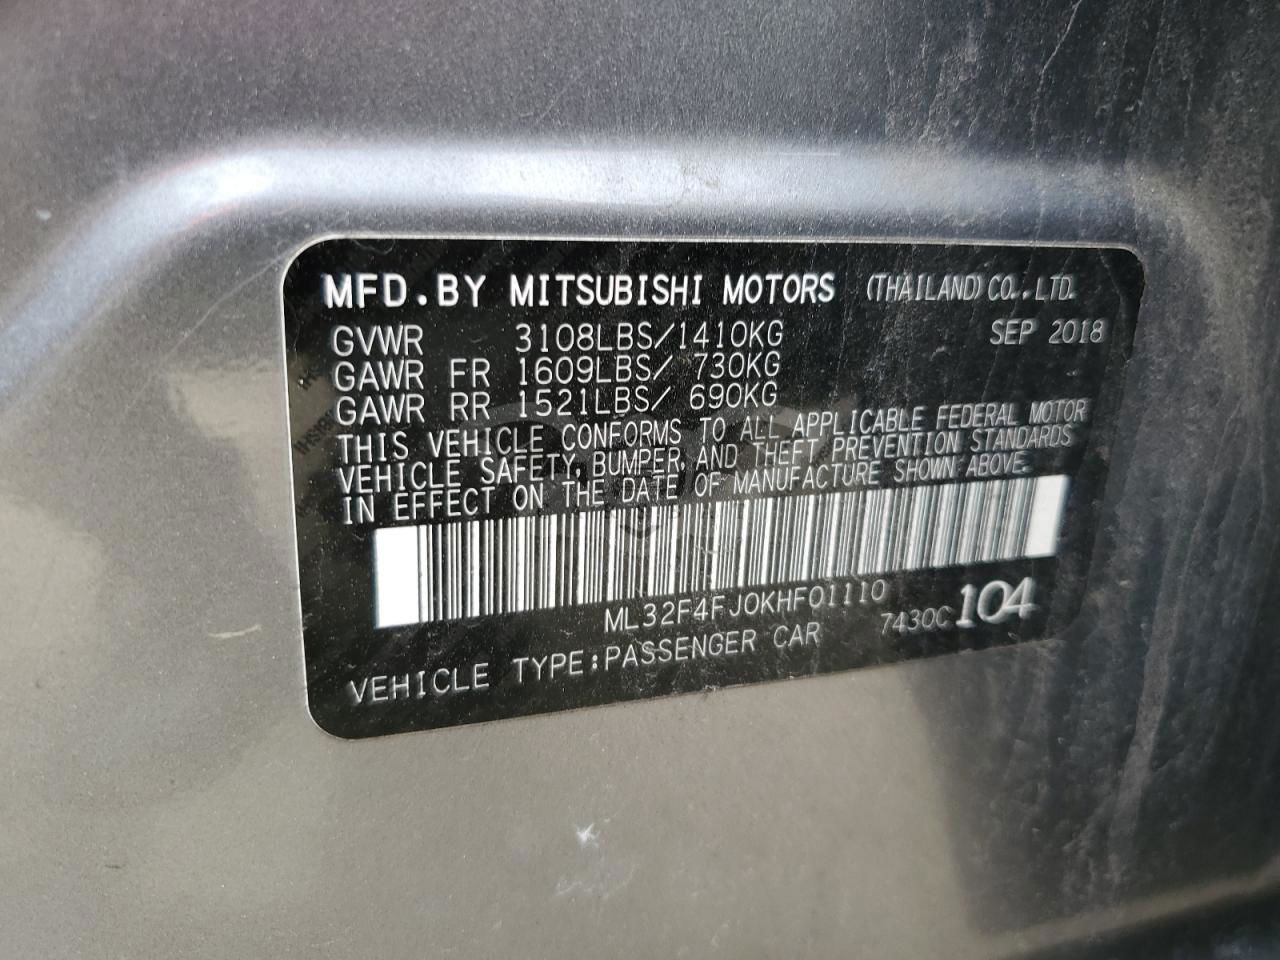 MFD.BY MITSUBISHI MOTORS (THAILAND) CO.,LTD.
GVWR 3108LBS/1410KG SEP 2018
GAWR FR 1609LBS/ 730KG
GAWR RR 1521LBS/ 690KG
THIS VEHICLE CONFORMS TO ALL APPLICABLE FEDERAL MOTOR
VEHICLE SAFETY, BUMPER, AND THEFT PREVENTION STANDARDS
IN EFFECT ON THE DATE OF MANUFACTURE SHOWN ABOVE.
ML32F4FJ0KHF01110
7430C 104
VEHICLE TYPE:PASSENGER CAR